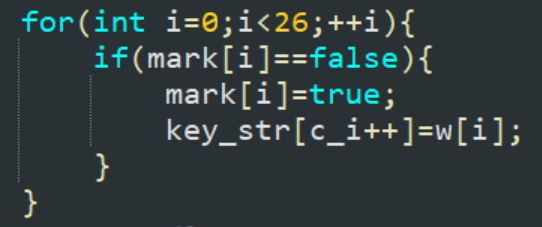 for(int i=0;i<26;++i){
    if(mark[i]==false){
        mark[i]=true;
        key_str[c_i++]=w[i];
    }
}